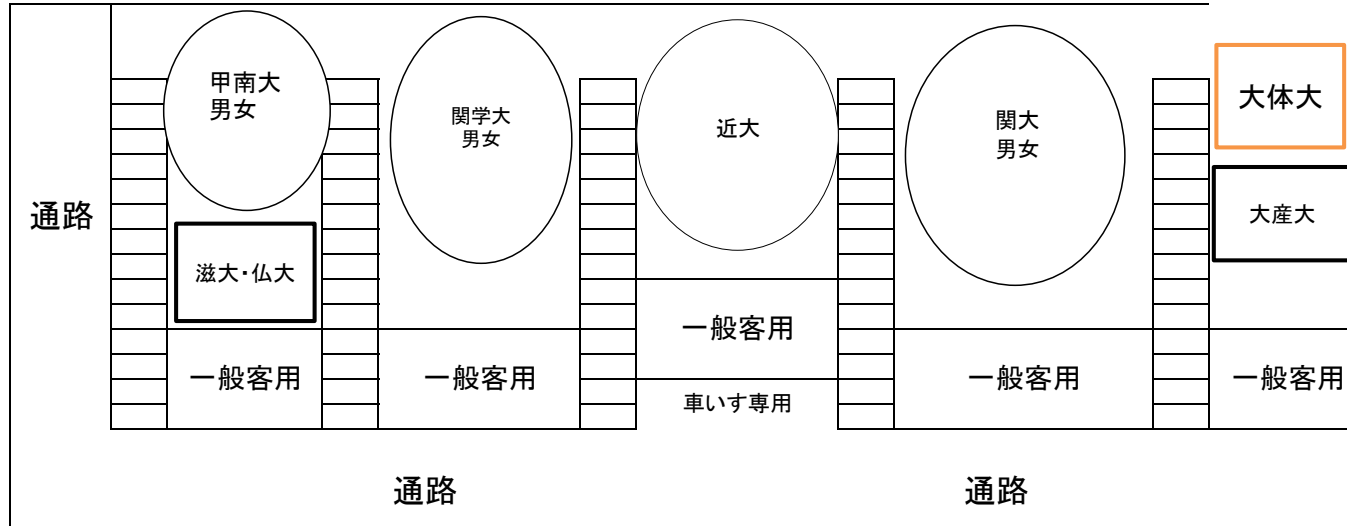 甲南大
男女
関学大
男女
近大
関大
男女
大体大
通路
滋大・仏大
大産大
一般客用
一般客用
一般客用
一般客用
一般客用
車いす専用
通路
通路